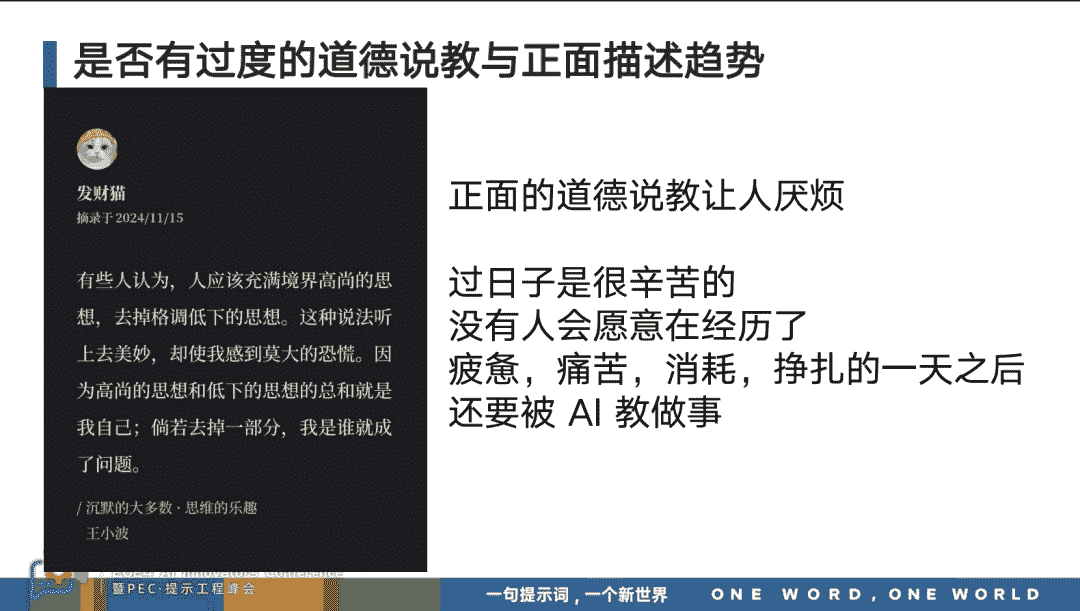 是否有过度的道德说教与正面描述趋势
发财猫
摘录于 2024/11/15
有些人认为，人应该充满境界高尚的思
想，去掉格调低下的思想。这种说法听
上去美妙，却使我感到莫大的恐慌。因
为高尚的思想和低下的思想的总和就是
我自己；倘若去掉一部分，我是谁就成
了问题。
/ 沉默的大多数 · 思维的乐趣
王小波
正面的道德说教让人厌烦
过日子是很辛苦的
没有人会愿意在经历了
疲惫，痛苦，消耗，挣扎的一天之后
还要被 AI 教做事
暨PEC·提示工程峰会
一句提示词，一个新世界
ONE WORD, ONE WORLD